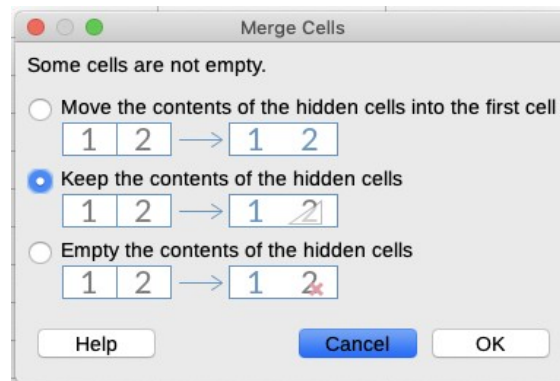 Merge Cells
Some cells are not empty.
Move the contents of the hidden cells into the first cell
1 2 → 1 2
Keep the contents of the hidden cells
1 2 → 1 2
Empty the contents of the hidden cells
1 2 → 1 2
Help Cancel OK